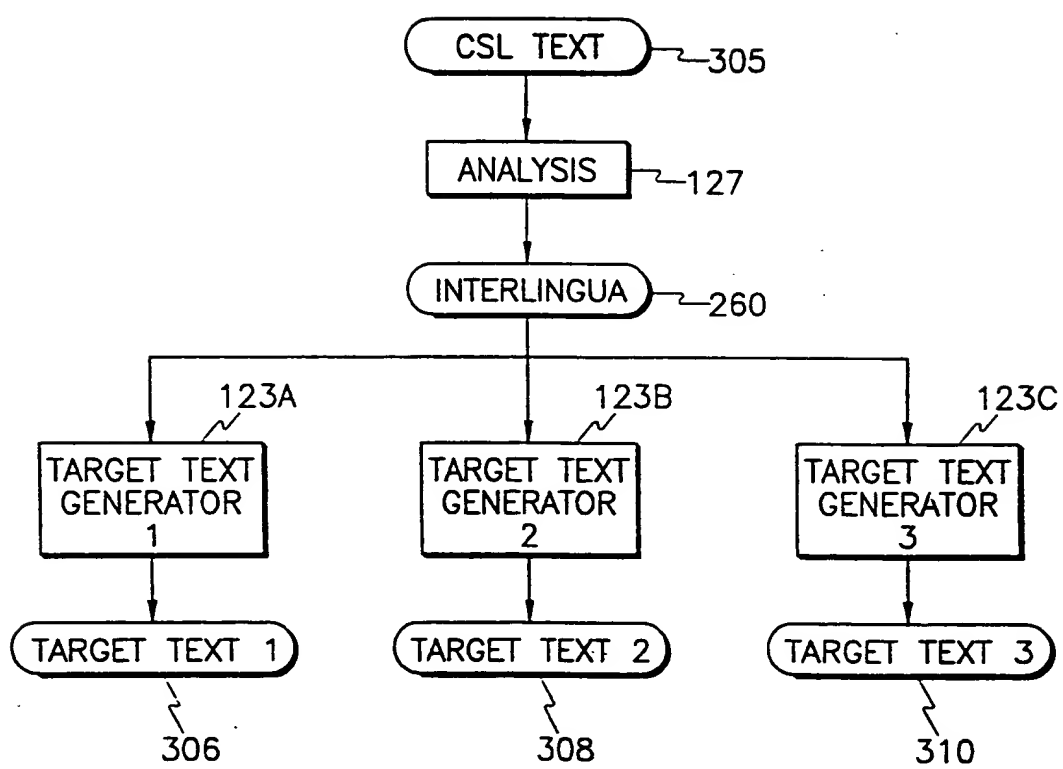 CSL TEXT
305
ANALYSIS
127
INTERLINGUA
260
123A
123B
123C
TARGET TEXT
GENERATOR
1
TARGET TEXT
GENERATOR
2
TARGET TEXT
GENERATOR
3
TARGET TEXT 1
TARGET TEXT 2
TARGET TEXT 3
306
308
310